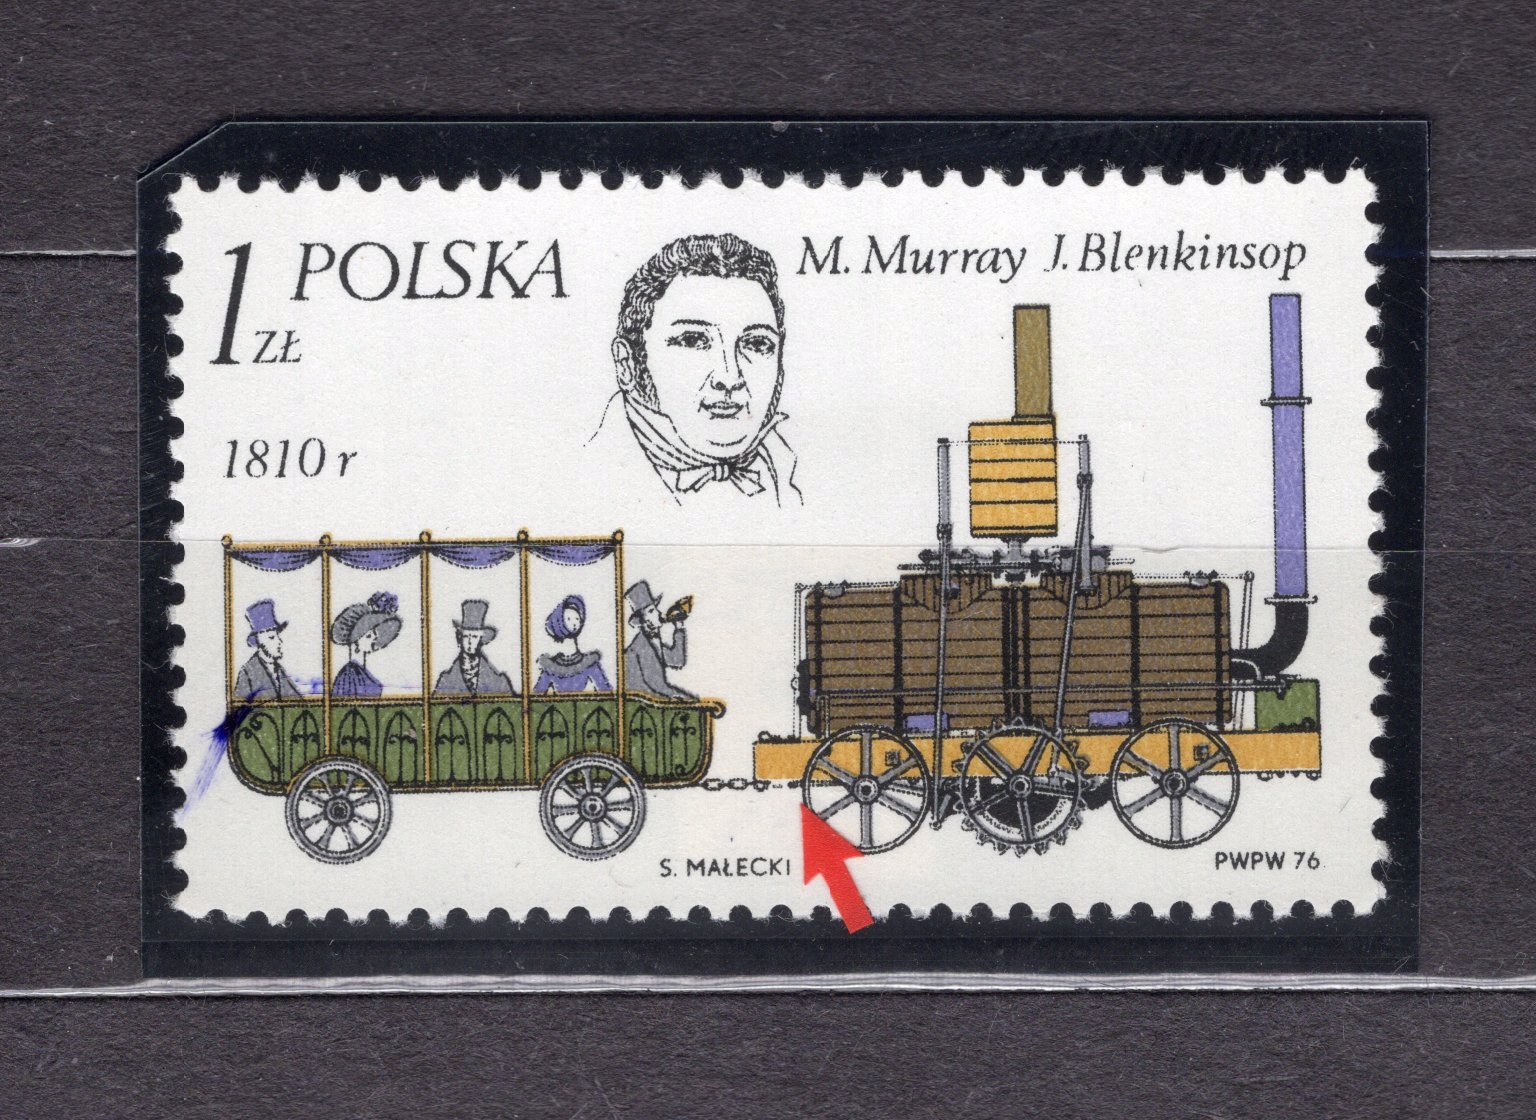 1 ZŁ POLSKA
M. Murray J. Blenkinsop
1810 r
S. MAŁECKI
PWPW 76